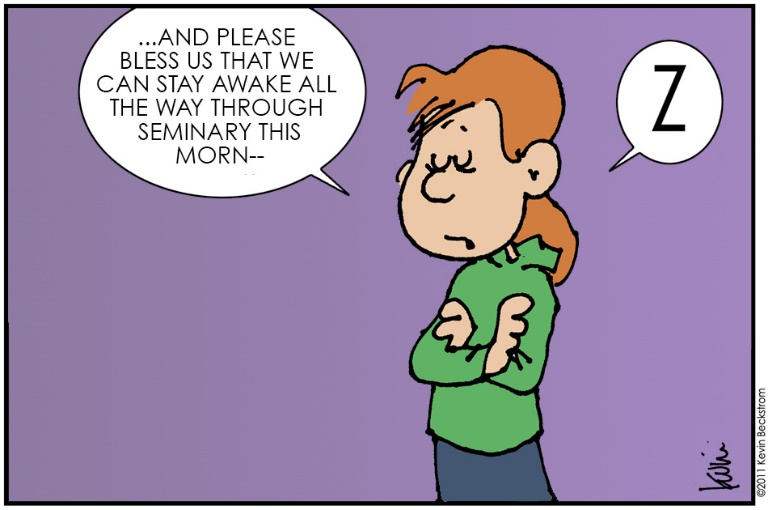 ...AND PLEASE
BLESS US THAT WE
CAN STAY AWAKE ALL
THE WAY THROUGH
SEMINARY THIS
MORN--
Z
Kevin
©2011 Kevin Beckstrom